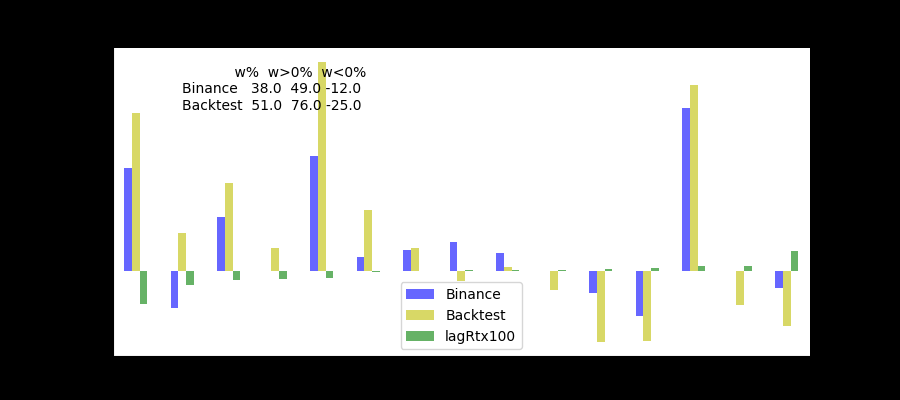 w% w>0% w<0%
Binance 38.0 49.0 -12.0
Backtest 51.0 76.0 -25.0
Binance
Backtest
lagRtx100